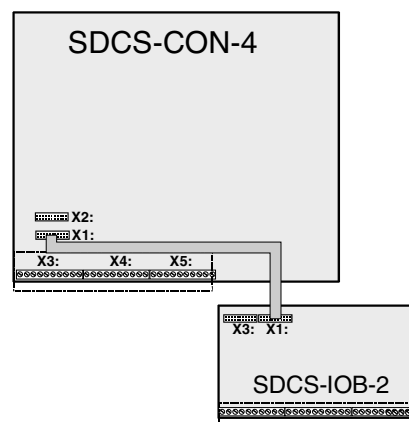 SDCS-CON-4
X2:
X1:
X3: X4: X5:
X3: X1:
SDCS-IOB-2